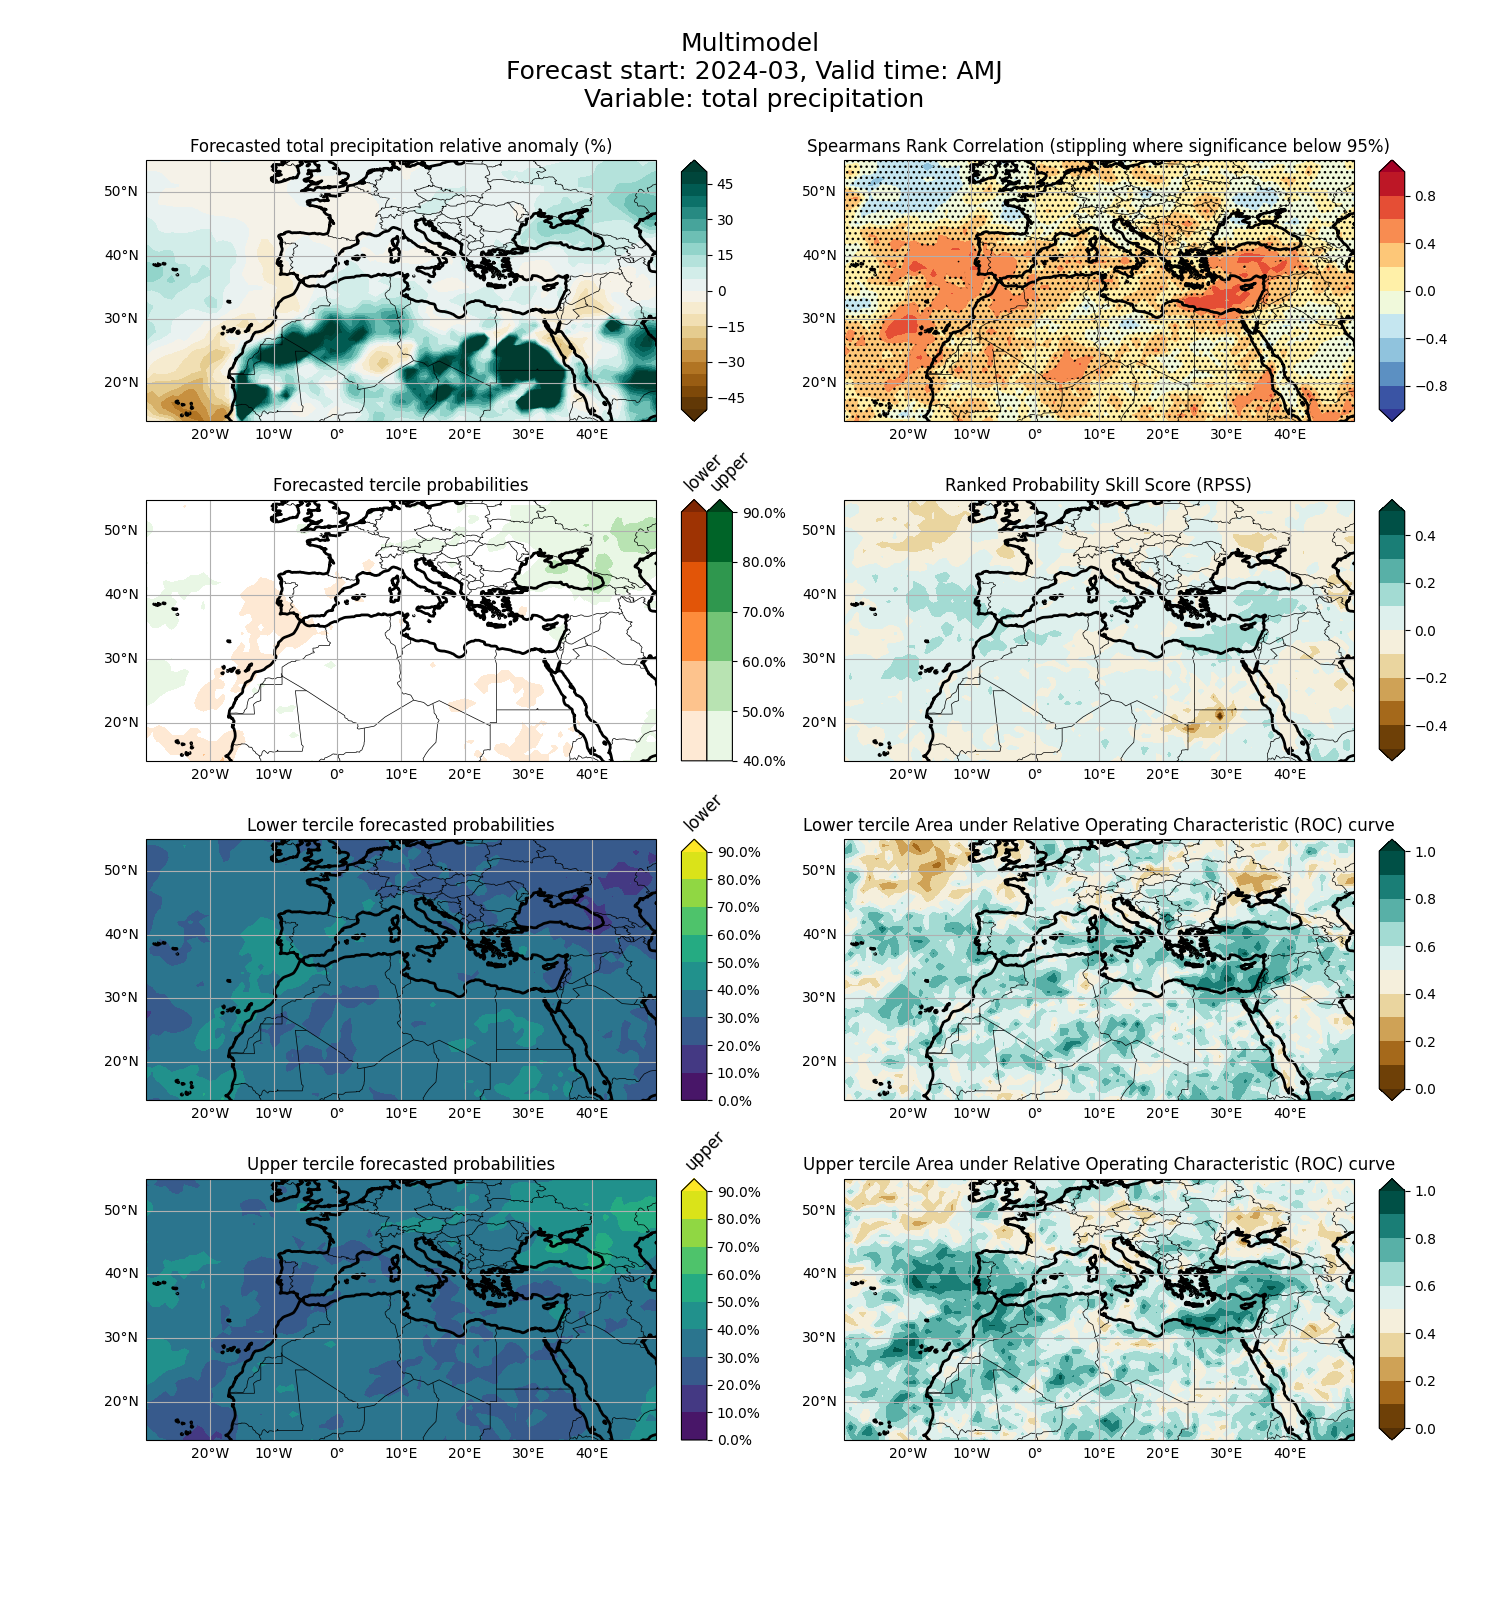 Multimodel
Forecast start: 2024-03, Valid time: AMJ
Variable: total precipitation
Forecasted total precipitation relative anomaly (%)
50°N
40°N
30°N
20°N
20°W 10°W 0° 10°E 20°E 30°E 40°E
45
30
15
0
−15
−30
−45
Spearmans Rank Correlation (stippling where significance below 95%)
50°N
40°N
30°N
20°N
20°W 10°W 0° 10°E 20°E 30°E 40°E
0.8
0.4
0.0
−0.4
−0.8
Forecasted tercile probabilities
50°N
40°N
30°N
20°N
20°W 10°W 0° 10°E 20°E 30°E 40°E
lower
upper
90.0%
80.0%
70.0%
60.0%
50.0%
40.0%
Ranked Probability Skill Score (RPSS)
50°N
40°N
30°N
20°N
20°W 10°W 0° 10°E 20°E 30°E 40°E
0.4
0.2
0.0
−0.2
−0.4
Lower tercile forecasted probabilities
50°N
40°N
30°N
20°N
20°W 10°W 0° 10°E 20°E 30°E 40°E
lower
90.0%
80.0%
70.0%
60.0%
50.0%
40.0%
30.0%
20.0%
10.0%
0.0%
Lower tercile Area under Relative Operating Characteristic (ROC) curve
50°N
40°N
30°N
20°N
20°W 10°W 0° 10°E 20°E 30°E 40°E
1.0
0.8
0.6
0.4
0.2
0.0
Upper tercile forecasted probabilities
50°N
40°N
30°N
20°N
20°W 10°W 0° 10°E 20°E 30°E 40°E
upper
90.0%
80.0%
70.0%
60.0%
50.0%
40.0%
30.0%
20.0%
10.0%
0.0%
Upper tercile Area under Relative Operating Characteristic (ROC) curve
50°N
40°N
30°N
20°N
20°W 10°W 0° 10°E 20°E 30°E 40°E
1.0
0.8
0.6
0.4
0.2
0.0